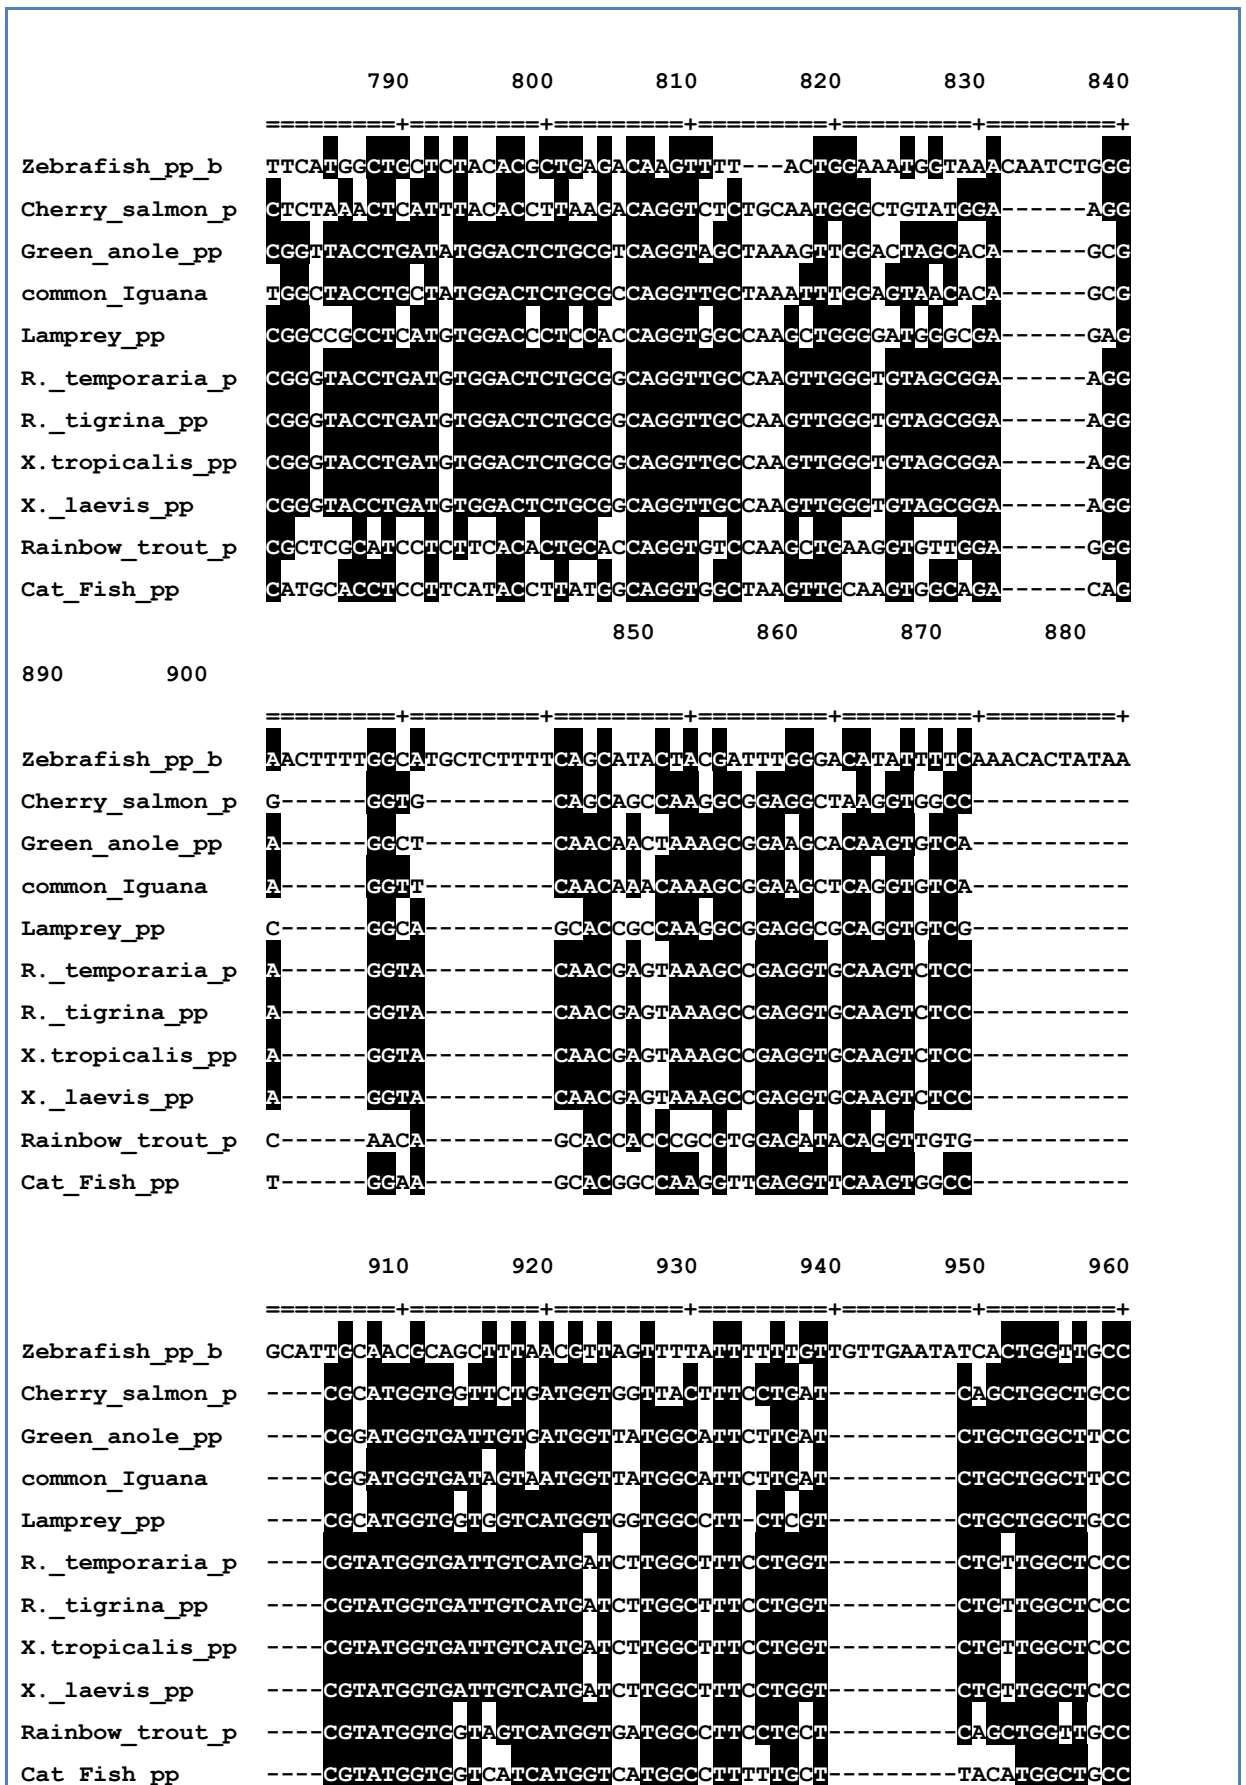 790 800 810 820 830 840
=========+=========+=========+=========+=========+=========+
Zebrafish_pp_b TTCATGGCTGCTCTACACGCTGAGACAAGTTTT---ACTGGAAATGGTAAACAATCTGGG
Cherry_salmon_p CTCTAAACTCATTTACACCTTAAGACAGGTCTCTGCAATGGGCTGTATGGA------AGG
Green_anole_pp CGGTTACCTGATATGGACTCTGCGTCAGGTAGCTAAAGTTGGACTAGCACA------GCG
common_Iguana TGGCTACCTGCTATGGACTCTGCGCCAGGTTGCTAAATTTGGAGTAACACA------GCG
Lamprey_pp CGGCCGCCTCATGTGGACCCTCCACCAGGTGGCCAAGCTGGGGATGGGCGA------GAG
R._temporaria_p CGGGTACCTGATGTGGACTCTGCGGCAGGTTGCCAAGTTGGGTGTAGCGGA------AGG
R._tigrina_pp CGGGTACCTGATGTGGACTCTGCGGCAGGTTGCCAAGTTGGGTGTAGCGGA------AGG
X.tropicalis_pp CGGGTACCTGATGTGGACTCTGCGGCAGGTTGCCAAGTTGGGTGTAGCGGA------AGG
X._laevis_pp CGGGTACCTGATGTGGACTCTGCGGCAGGTTGCCAAGTTGGGTGTAGCGGA------AGG
Rainbow_trout_p CGCTCGCATCCTCTTCACACTGCACCAGGTGTCCAAGCTGAAGGTGTTGGA------GGG
Cat_Fish_pp CATGCACCTCCTTCATACCTTATGGCAGGTGGCTAAGTTGCAAGTGGCAGA------CAG
850 860 870 880
890 900
=========+=========+=========+=========+=========+=========+
Zebrafish_pp_b AACTTTTGGCATGCTCTTTTCAGCATACTACGATTTGGGACATATTTTCAAACACTATAA
Cherry_salmon_p G------GGTG---------CAGCAGCCAAGGCGGAGGCTAAGGTGGCC-----------
Green_anole_pp A------GGCT---------CAACAACTAAAGCGGAAGCACAAGTGTCA-----------
common_Iguana A------GGTT---------CAACAAACAAAGCGGAAGCTCAGGTGTCA-----------
Lamprey_pp C------GGCA---------GCACCGCCAAGGCGGAGGCGCAGGTGTCG-----------
R._temporaria_p A------GGTA---------CAACGAGTAAAGCCGAGGTGCAAGTCTCC-----------
R._tigrina_pp A------GGTA---------CAACGAGTAAAGCCGAGGTGCAAGTCTCC-----------
X.tropicalis_pp A------GGTA---------CAACGAGTAAAGCCGAGGTGCAAGTCTCC-----------
X._laevis_pp A------GGTA---------CAACGAGTAAAGCCGAGGTGCAAGTCTCC-----------
Rainbow_trout_p C------AACA---------GCACCACCCGCGTGGAGATACAGGTTGTG-----------
Cat_Fish_pp T------GGAA---------GCACGGCCAAGGTTGAGGTTCAAGTGGCC-----------
910 920 930 940 950 960
=========+=========+=========+=========+=========+=========+
Zebrafish_pp_b GCATTGCAACGCAGCTTTAACGTTAGTTTTATTTTTTGTTGTTGAATATCACTGGTTGCC
Cherry_salmon_p ----CGCATGGTGGTTCTGATGGTGGTTACTTTCCTGAT---------CAGCTGGCTGCC
Green_anole_pp ----CGGATGGTGATTGTGATGGTTATGGCATTCTTGAT---------CTGCTGGCTTCC
common_Iguana ----CGGATGGTGATAGTAATGGTTATGGCATTCTTGAT---------CTGCTGGCTTCC
Lamprey_pp ----CGCATGGTGGTGGTCATGGTGGTGGCCTT-CTCGT---------CTGCTGGCTGCC
R._temporaria_p ----CGTATGGTGATTGTCATGATCTTGGCTTTCCTGGT---------CTGTTGGCTCCC
R._tigrina_pp ----CGTATGGTGATTGTCATGATCTTGGCTTTCCTGGT---------CTGTTGGCTCCC
X.tropicalis_pp ----CGTATGGTGATTGTCATGATCTTGGCTTTCCTGGT---------CTGTTGGCTCCC
X._laevis_pp ----CGTATGGTGATTGTCATGATCTTGGCTTTCCTGGT---------CTGTTGGCTCCC
Rainbow_trout_p ----CGTATGGTGGTAGTCATGGTGATGGCCTTCCTGCT---------CAGCTGGTTGCC
Cat_Fish_pp ----CGTATGGTGGTCATCATGGTCATGGCCTTTTTGCT---------TACATGGCTGCC